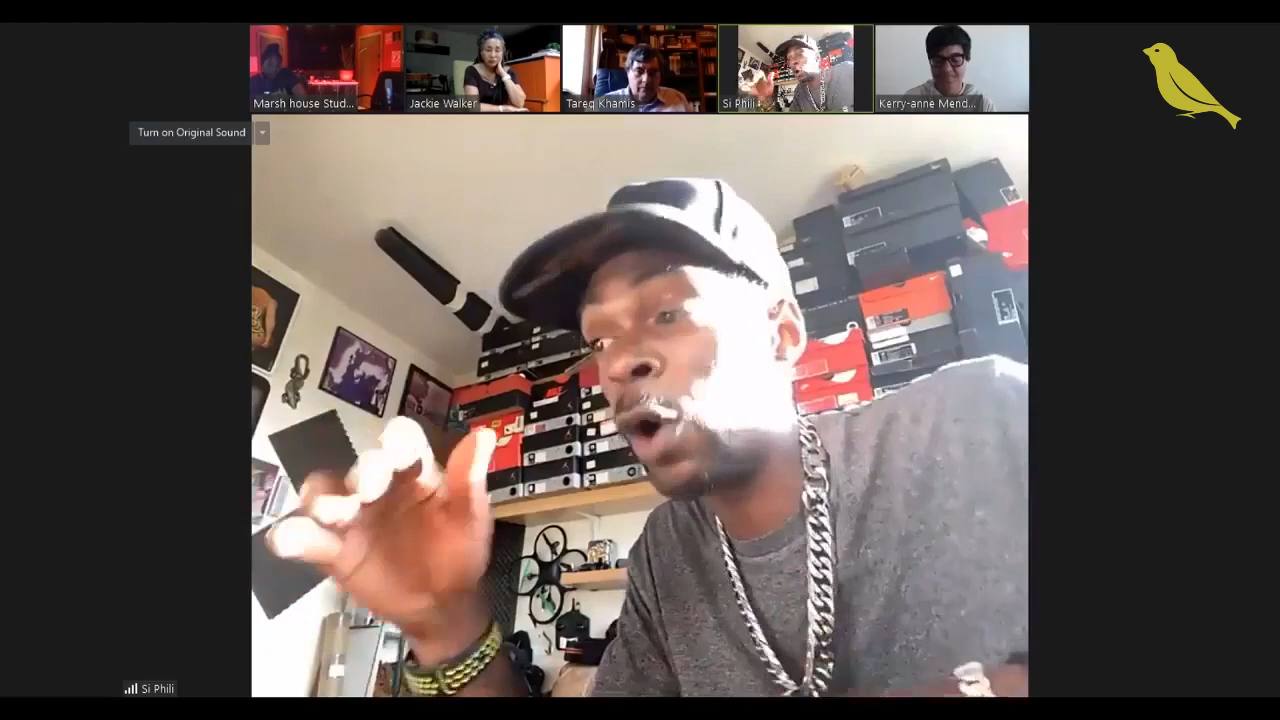 Marsh house Stud...
Jackie Walker
Tareq Khamis
Si Phili
Kerry-anne Mend...
Turn on Original Sound
Si Phili